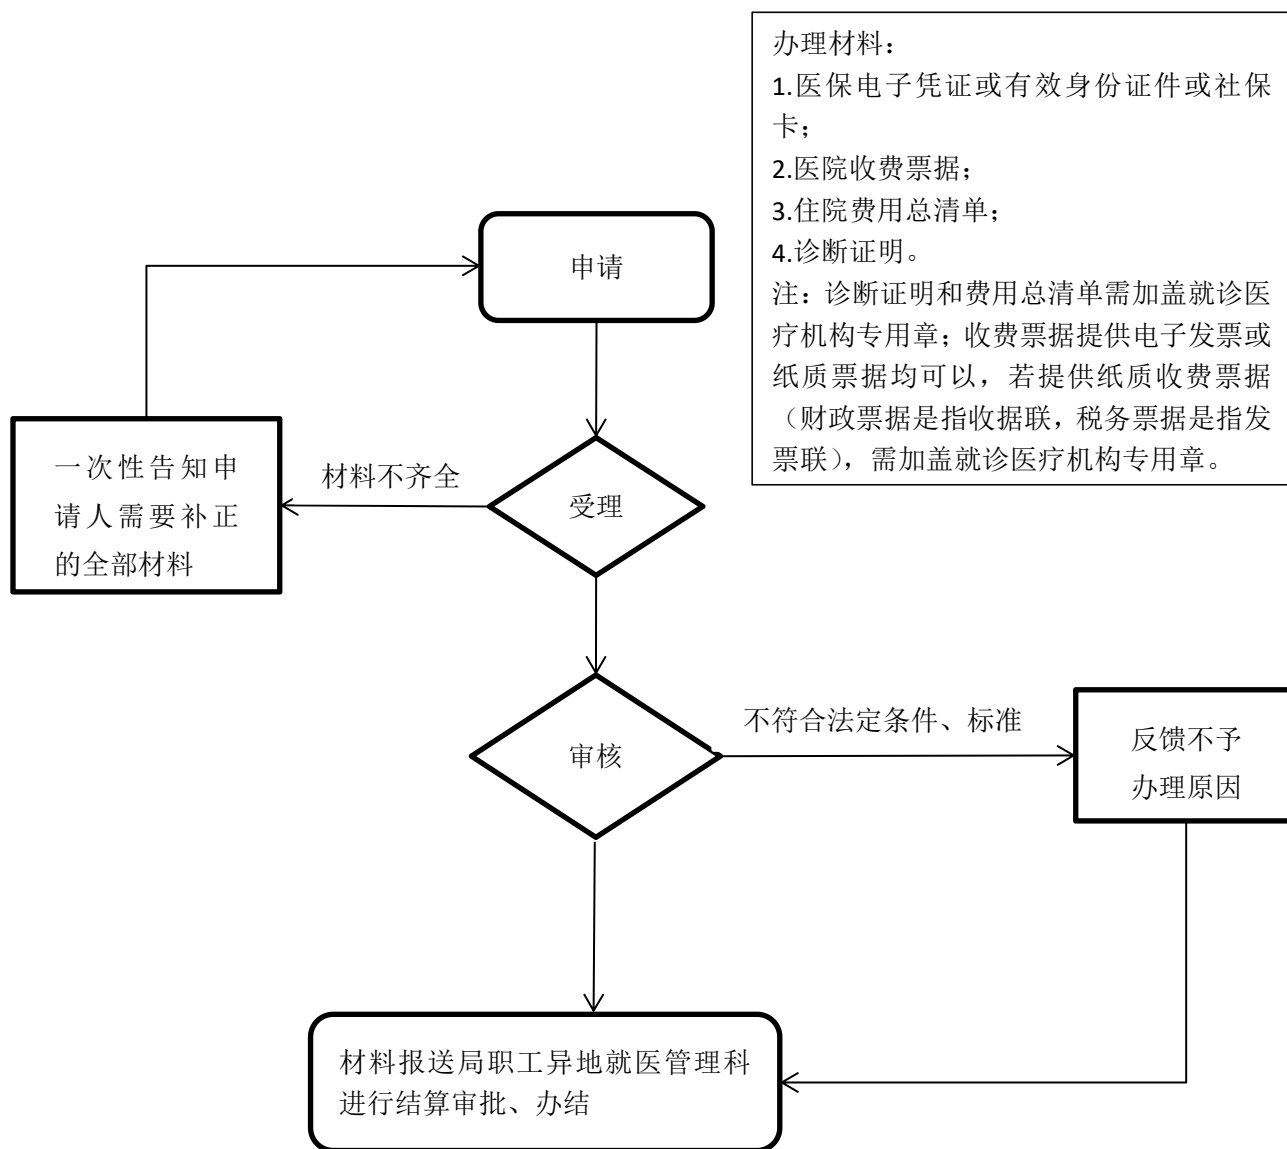 办理材料：
1.医保电子凭证或有效身份证件或社保
卡；
2.医院收费票据；
3.住院费用总清单；
4.诊断证明。
注：诊断证明和费用总清单需加盖就诊医
疗机构专用章；收费票据提供电子发票或
纸质票据均可以，若提供纸质收费票据
（财政票据是指收据联，税务票据是指发
票联），需加盖就诊医疗机构专用章。
申请
一次性告知申
请人需要补正
的全部材料
材料不齐全
受理
审核
不符合法定条件、标准
反馈不予
办理原因
材料报送局职工异地就医管理科
进行结算审批、办结